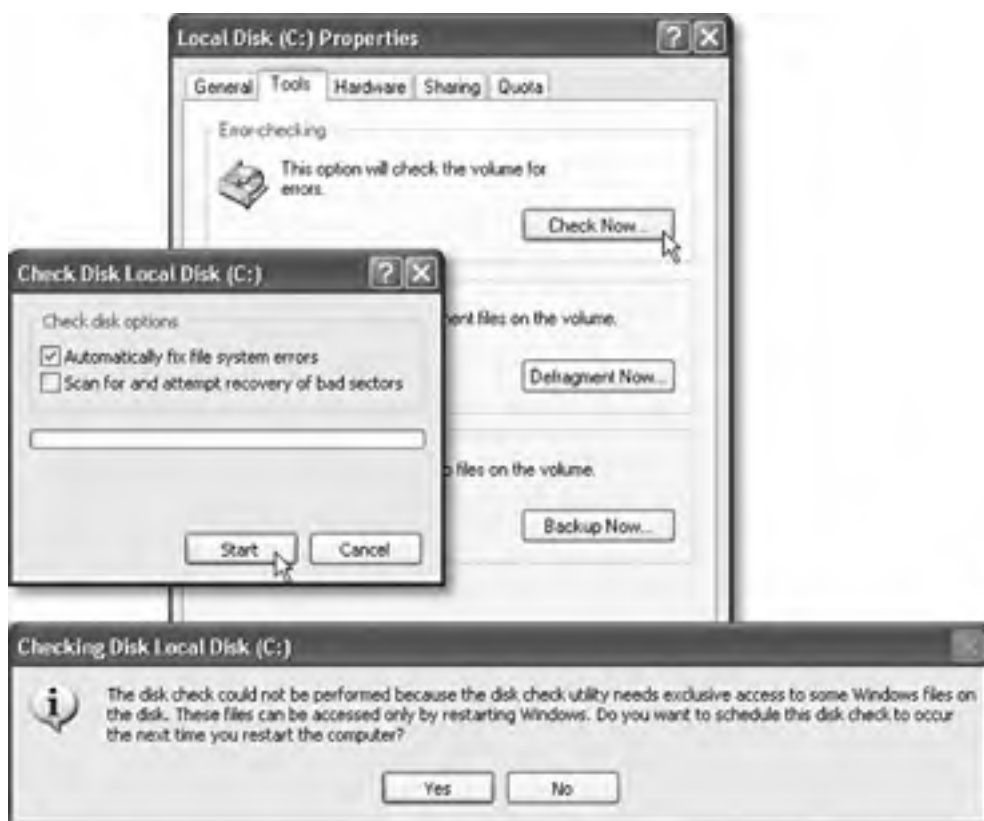 Local Disk (C:) Properties
General Tools Hardware Sharing Quota
Error-checking
This option will check the volume for
errors.
Check Now...
Check Disk Local Disk (C:)
Check disk options
Automatically fix file system errors
Scan for and attempt recovery of bad sectors
Start Cancel
files on the volume.
Defragment Now...
files on the volume.
Backup Now...
Checking Disk Local Disk (C:)
The disk check could not be performed because the disk check utility needs exclusive access to some Windows files on
the disk. These files can be accessed only by restarting Windows. Do you want to schedule this disk check to occur
the next time you restart the computer?
Yes No